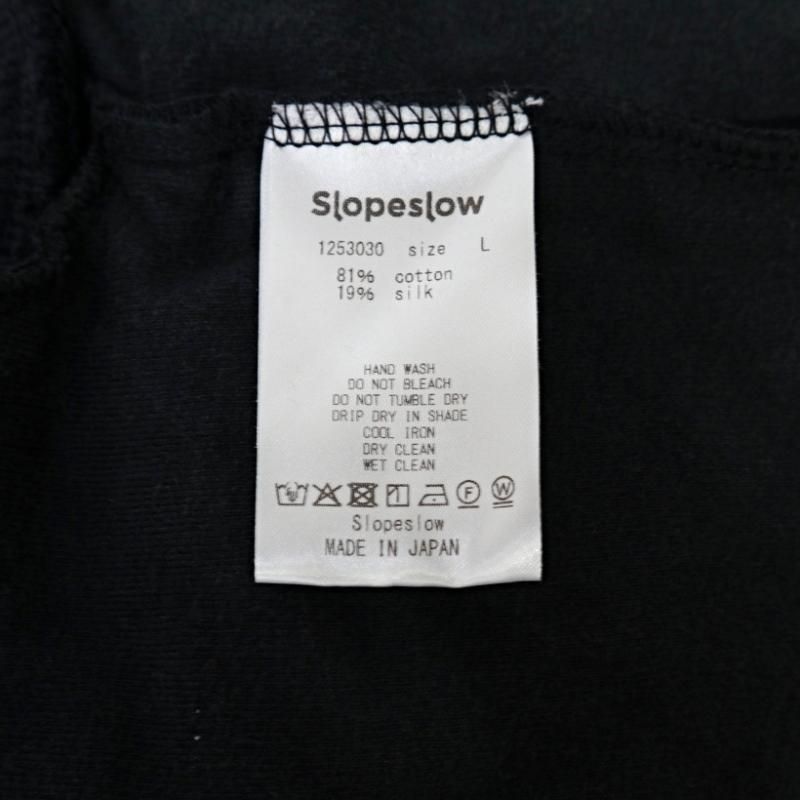 Slopeslow
1253030 size L
81% cotton
19% silk
HAND WASH
DO NOT BLEACH
DO NOT TUMBLE DRY
DRIP DRY IN SHADE
COOL IRON
DRY CLEAN
WET CLEAN
F W
Slopeslow
MADE IN JAPAN